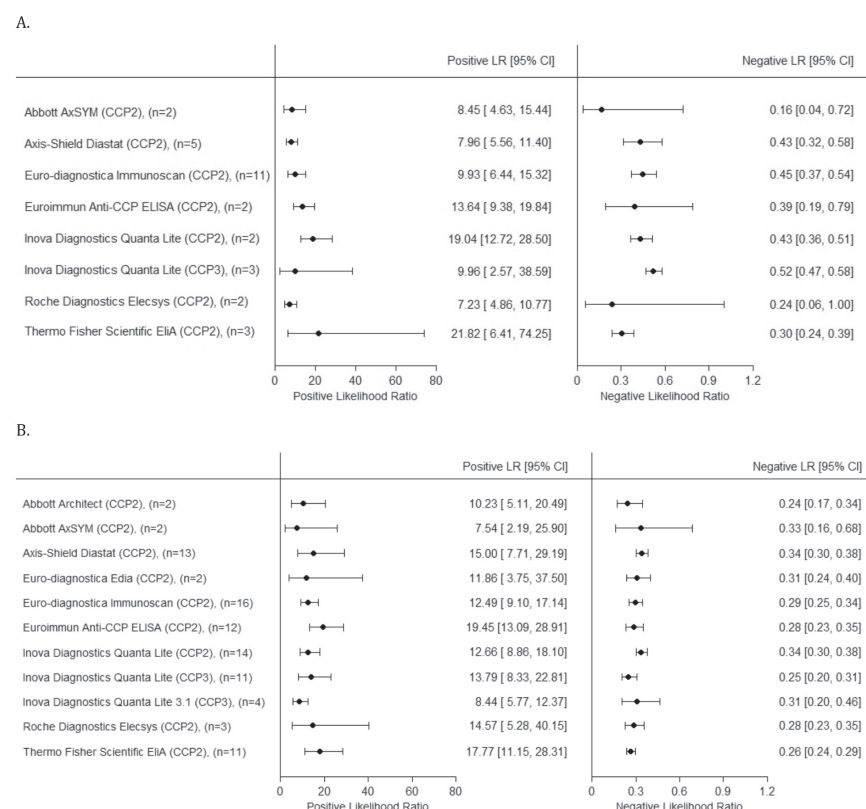 A.
Positive LR [95% CI] Negative LR [95% CI]
Abbott AxSYM (CCP2), (n=2) 8.45 [ 4.63, 15.44] 0.16 [0.04, 0.72]
Axis-Shield Diastat (CCP2), (n=5) 7.96 [ 5.56, 11.40] 0.43 [0.32, 0.58]
Euro-diagnostica Immunoscan (CCP2), (n=11) 9.93 [ 6.44, 15.32] 0.45 [0.37, 0.54]
Euroimmun Anti-CCP ELISA (CCP2), (n=2) 13.64 [ 9.38, 19.84] 0.39 [0.19, 0.79]
Inova Diagnostics Quanta Lite (CCP2), (n=2) 19.04 [12.72, 28.50] 0.43 [0.36, 0.51]
Inova Diagnostics Quanta Lite (CCP3), (n=3) 9.96 [ 2.57, 38.59] 0.52 [0.47, 0.58]
Roche Diagnostics Elecsys (CCP2), (n=2) 7.23 [ 4.86, 10.77] 0.24 [0.06, 1.00]
Thermo Fisher Scientific EliA (CCP2), (n=3) 21.82 [ 6.41, 74.25] 0.30 [0.24, 0.39]
0 20 40 60 80 0 0.3 0.6 0.9 1.2
Positive Likelihood Ratio Negative Likelihood Ratio
B.
Positive LR [95% CI] Negative LR [95% CI]
Abbott Architect (CCP2), (n=2) 10.23 [ 5.11, 20.49] 0.24 [0.17, 0.34]
Abbott AxSYM (CCP2), (n=2) 7.54 [ 2.19, 25.90] 0.33 [0.16, 0.68]
Axis-Shield Diastat (CCP2), (n=13) 15.00 [ 7.71, 29.19] 0.34 [0.30, 0.38]
Euro-diagnostica Edia (CCP2), (n=2) 11.86 [ 3.75, 37.50] 0.31 [0.24, 0.40]
Euro-diagnostica Immunoscan (CCP2), (n=16) 12.49 [ 9.10, 17.14] 0.29 [0.25, 0.34]
Euroimmun Anti-CCP ELISA (CCP2), (n=12) 19.45 [13.09, 28.91] 0.28 [0.23, 0.35]
Inova Diagnostics Quanta Lite (CCP2), (n=14) 12.66 [ 8.86, 18.10] 0.34 [0.30, 0.38]
Inova Diagnostics Quanta Lite (CCP3), (n=11) 13.79 [ 8.33, 22.81] 0.25 [0.20, 0.31]
Inova Diagnostics Quanta Lite 3.1 (CCP3), (n=4) 8.44 [ 5.77, 12.37] 0.31 [0.20, 0.46]
Roche Diagnostics Elecsys (CCP2), (n=3) 14.57 [ 5.28, 40.15] 0.28 [0.23, 0.35]
Thermo Fisher Scientific EliA (CCP2), (n=11) 17.77 [11.15, 28.31] 0.26 [0.24, 0.29]
0 20 40 60 80 0 0.3 0.6 0.9 1.2
Positive Likelihood Ratio Negative Likelihood Ratio